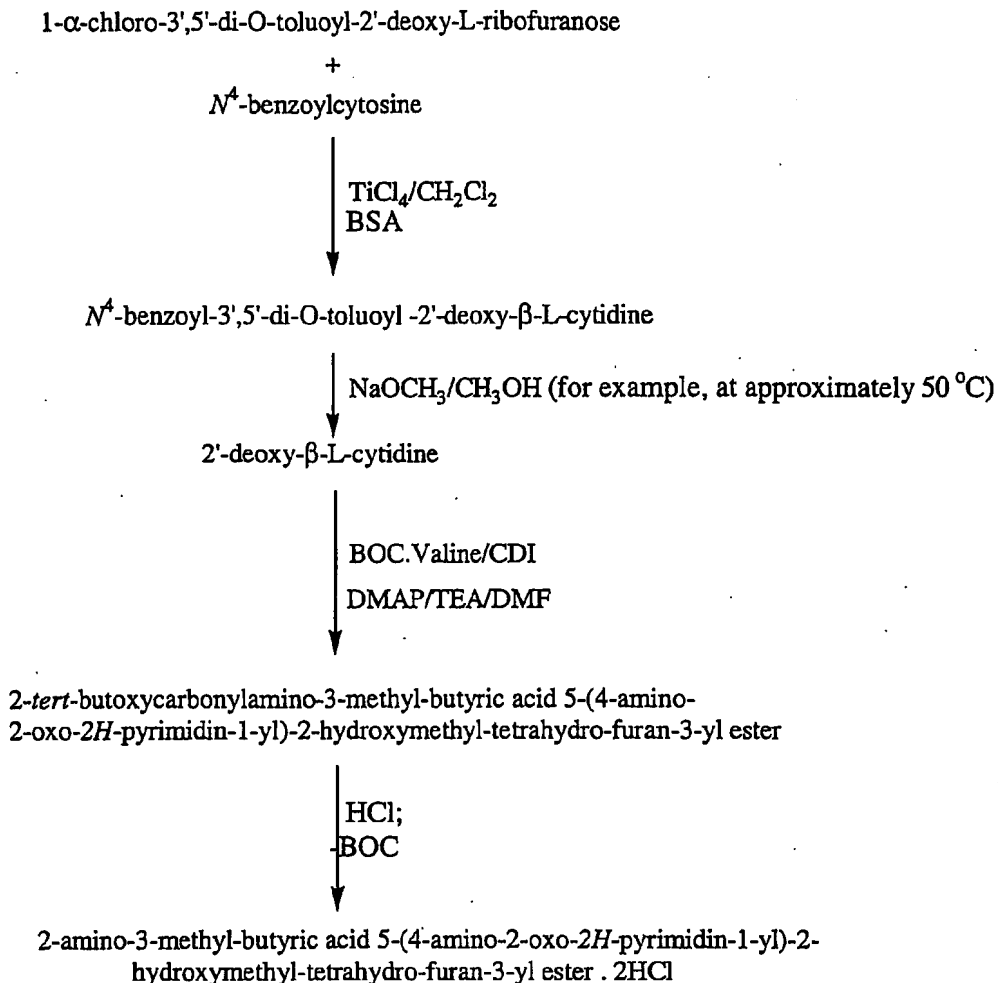 1-α-chloro-3',5'-di-O-toluoyl-2'-deoxy-L-ribofuranose
+
N⁴-benzoylcytosine
TiCl₄/CH₂Cl₂
BSA
N⁴-benzoyl-3',5'-di-O-toluoyl -2'-deoxy-β-L-cytidine
NaOCH₃/CH₃OH (for example, at approximately 50 °C)
2'-deoxy-β-L-cytidine
BOC.Valine/CDI
DMAP/TEA/DMF
2-tert-butoxycarbonylamino-3-methyl-butyric acid 5-(4-amino-
2-oxo-2H-pyrimidin-1-yl)-2-hydroxymethyl-tetrahydro-furan-3-yl ester
HCl;
-BOC
2-amino-3-methyl-butyric acid 5-(4-amino-2-oxo-2H-pyrimidin-1-yl)-2-
hydroxymethyl-tetrahydro-furan-3-yl ester . 2HCl